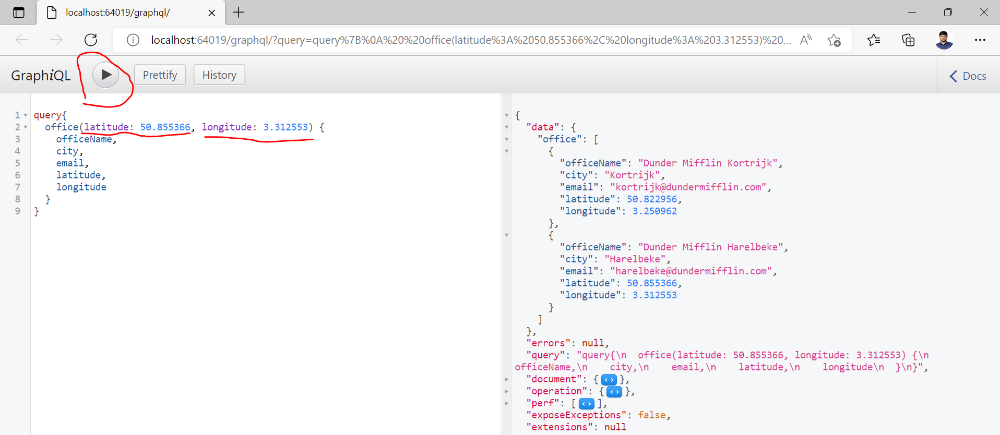 localhost:64019/graphql/
localhost:64019/graphql/?query=query%7B%0A%20%20office(latitude%3A%2050.855366%2C%20longitude%3A%203.312553)%20...
GraphiQL
Prettify
History
Docs
1 query{
2   office(latitude: 50.855366, longitude: 3.312553) {
3     officeName,
4     city,
5     email,
6     latitude,
7     longitude
8   }
9 }
{
  "data": {
    "office": [
      {
        "officeName": "Dunder Mifflin Kortrijk",
        "city": "Kortrijk",
        "email": "kortrijk@dundermifflin.com",
        "latitude": 50.822956,
        "longitude": 3.250962
      },
      {
        "officeName": "Dunder Mifflin Harelbeke",
        "city": "Harelbeke",
        "email": "harelbeke@dundermifflin.com",
        "latitude": 50.855366,
        "longitude": 3.312553
      }
    ]
  },
  "errors": null,
  "query": "query{\n  office(latitude: 50.855366, longitude: 3.312553) {\n
officeName,\n    city,\n    email,\n    latitude,\n    longitude\n  }\n}",
  "document": {↔},
  "operation": {↔},
  "perf": [↔],
  "exposeExceptions": false,
  "extensions": null